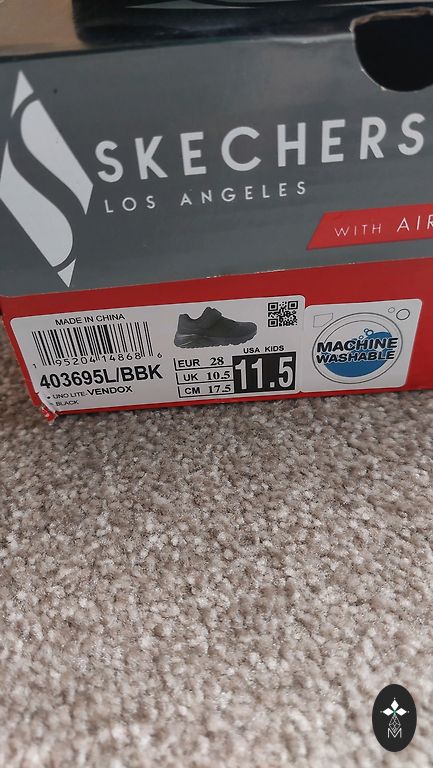 SKECHERS
LOS ANGELES
WITH AIR
MADE IN CHINA
1 95204 14868 6
403695L/BBK
UNO LITE-VENDOX
BLACK
EUR 28
UK 10.5
CM 17.5
USA KIDS
11.5
MACHINE
WASHABLE